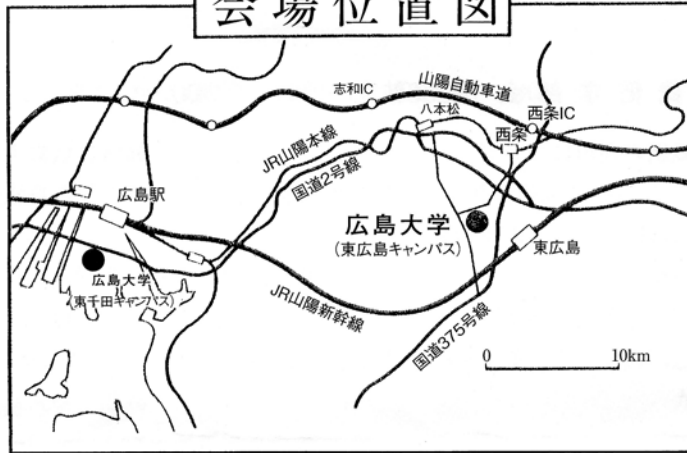 会場位置図
志和IC
山陽自動車道
八本松
西条IC
西条
JR山陽本線
国道2号線
広島駅
広島大学
(東広島キャンパス)
東広島
広島大学
(東千田キャンパス)
JR山陽新幹線
国道375号線
0 10km